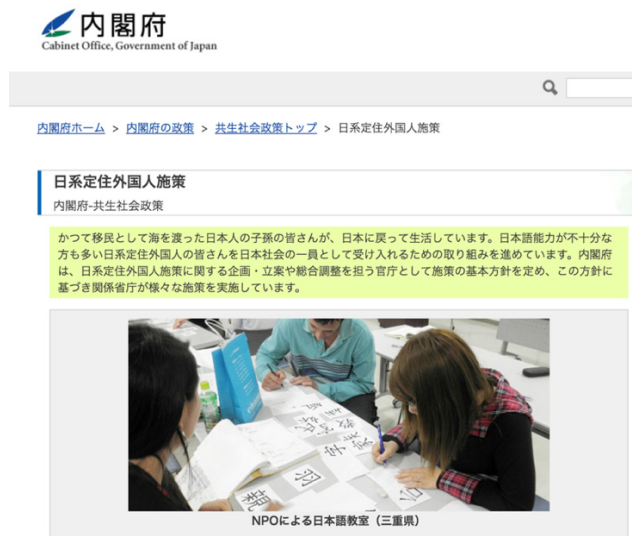 内閣府
Cabinet Office, Government of Japan
内閣府ホーム > 内閣府の政策 > 共生社会政策トップ > 日系定住外国人施策
日系定住外国人施策
内閣府-共生社会政策
かつて移民として海を渡った日本人の子孫の皆さんが、日本に戻って生活しています。日本語能力が不十分な
方も多い日系定住外国人の皆さんを日本社会の一員として受け入れるための取り組みを進めています。内閣府
は、日系定住外国人施策に関する企画・立案や総合調整を担う官庁として施策の基本方針を定め、この方針に
基づき関係省庁が様々な施策を実施しています。
羽
親
NPOによる日本語教室（三重県）